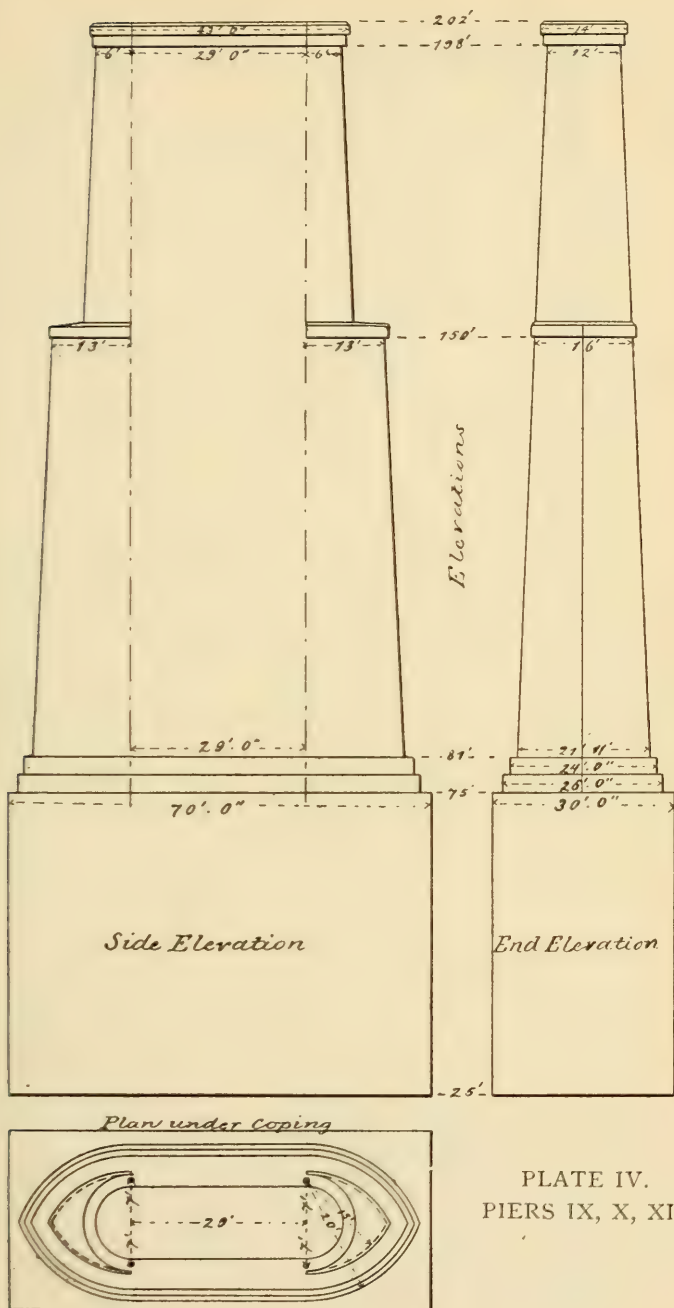 202'
43'. 0"
14'
198'
6' 29' 0" 6'
12'
150'
13' 13'
16'
Elevations
29'. 0"
81'
21' 11'
24'. 0"
75'
26'. 0"
70'. 0"
30'. 0"
Side Elevation
End Elevation
25'
Plan under Coping
29'
20
PLATE IV.
PIERS IX, X, XI